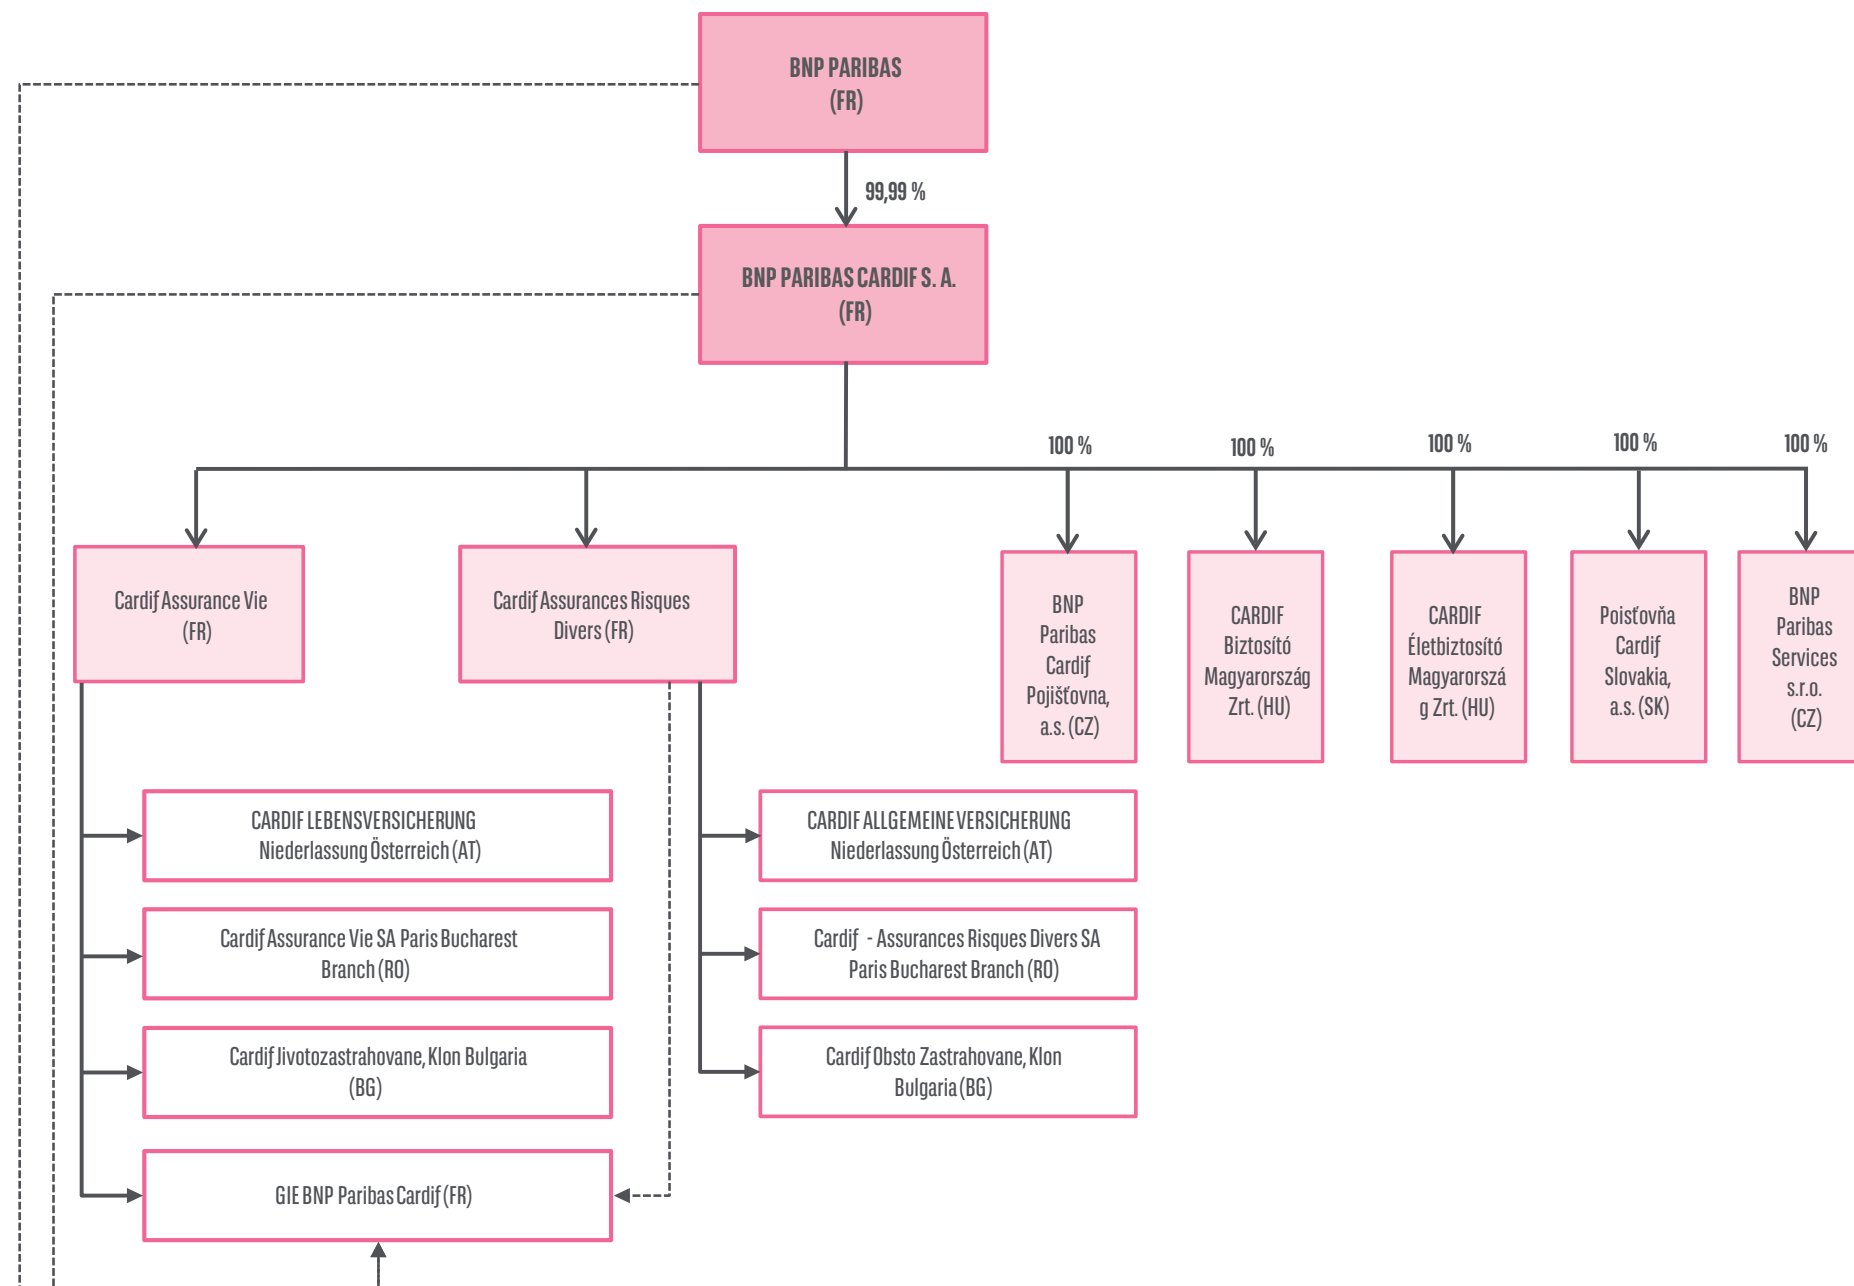 BNP PARIBAS
(FR)
99,99 %
BNP PARIBAS CARDIF S. A.
(FR)
100 %
100 %
100 %
100 %
100 %
Cardif Assurance Vie
(FR)
Cardif Assurances Risques
Divers (FR)
BNP
Paribas
Cardif
Pojišťovna,
a.s. (CZ)
CARDIF
Biztosító
Magyarország
Zrt. (HU)
CARDIF
Életbiztosító
Magyarorszá
g Zrt. (HU)
Poisťovňa
Cardif
Slovakia,
a.s. (SK)
BNP
Paribas
Services
s.r.o.
(CZ)
CARDIF LEBENSVERSICHERUNG
Niederlassung Österreich (AT)
CARDIF ALLGEMEINE VERSICHERUNG
Niederlassung Österreich (AT)
Cardif Assurance Vie SA Paris Bucharest
Branch (RO)
Cardif - Assurances Risques Divers SA
Paris Bucharest Branch (RO)
Cardif Jivotozastrahovane, Klon Bulgaria
(BG)
Cardif Obsto Zastrahovane, Klon
Bulgaria (BG)
GIE BNP Paribas Cardif (FR)